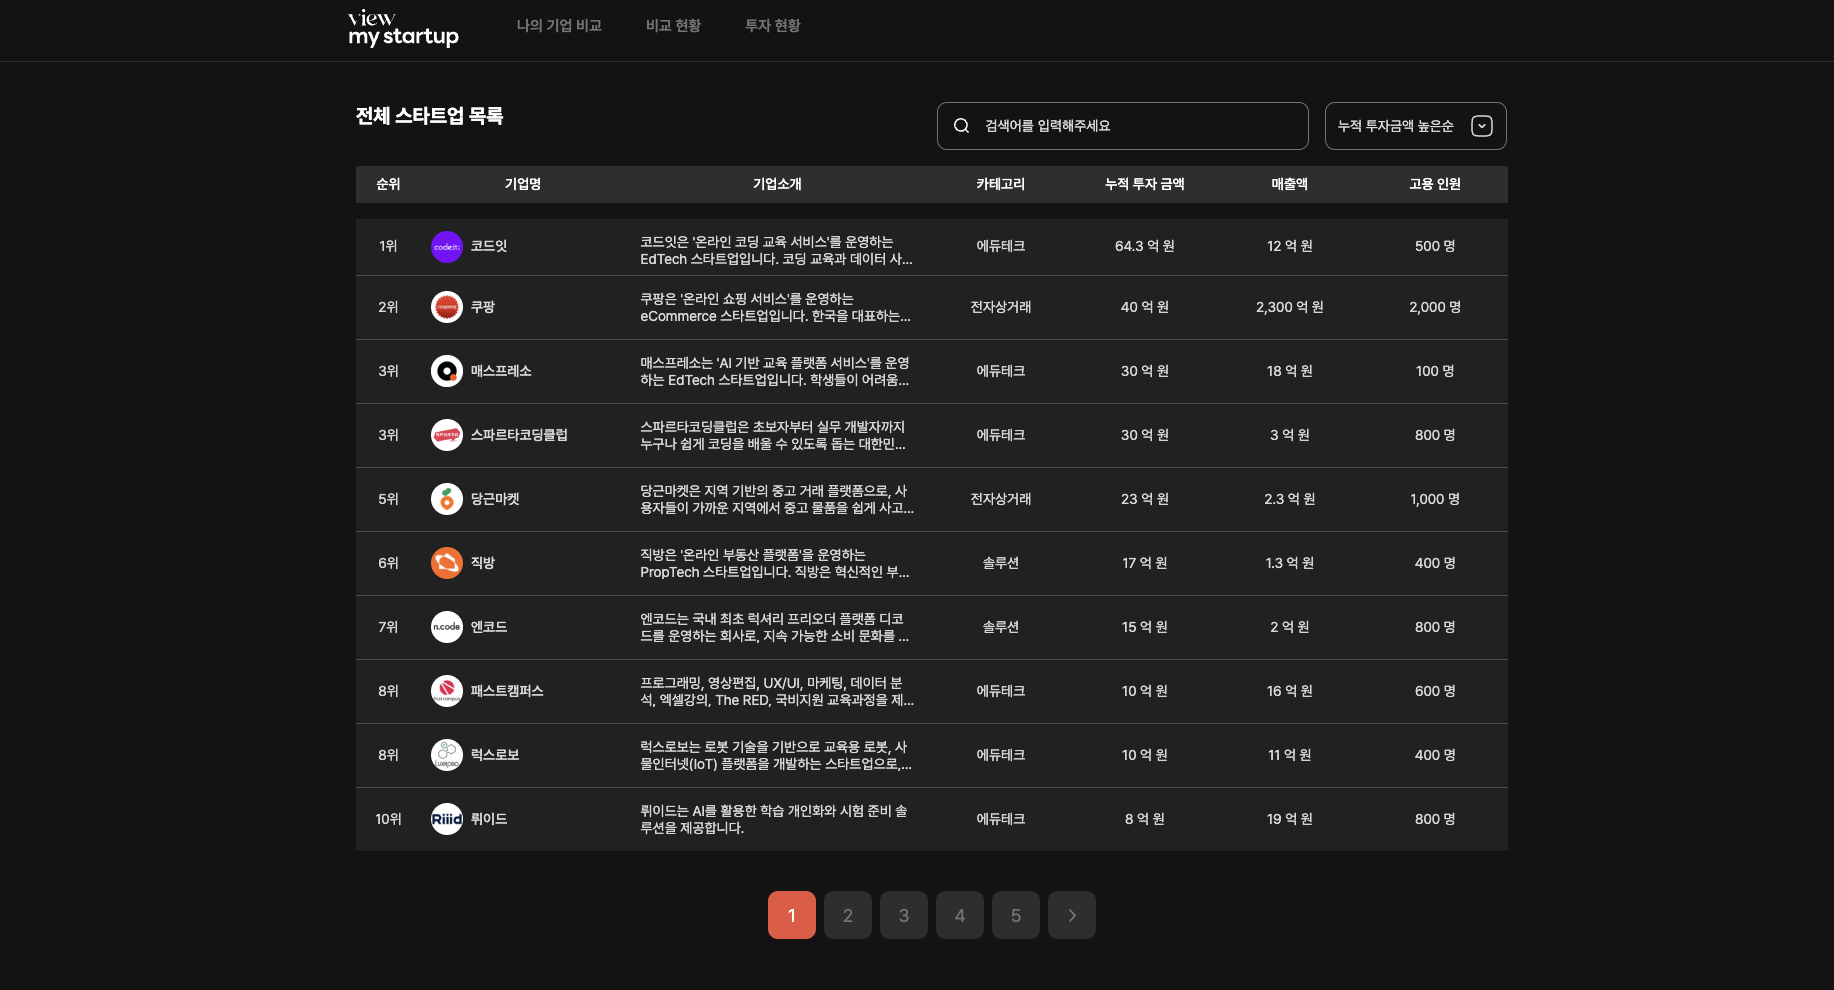 view
my startup
나의 기업 비교
비교 현황
투자 현황
전체 스타트업 목록
검색어를 입력해주세요
누적 투자금액 높은순
순위 기업명 기업소개 카테고리 누적 투자 금액 매출액 고용 인원
1위 code:it; 코드잇 코드잇은 '온라인 코딩 교육 서비스'를 운영하는
EdTech 스타트업입니다. 코딩 교육과 데이터 사...
에듀테크 64.3 억 원 12 억 원 500 명
2위 쿠팡 쿠팡은 '온라인 쇼핑 서비스'를 운영하는
eCommerce 스타트업입니다. 한국을 대표하는...
전자상거래 40 억 원 2,300 억 원 2,000 명
3위 매스프레소 매스프레소는 'AI 기반 교육 플랫폼 서비스'를 운영
하는 EdTech 스타트업입니다. 학생들이 어려움...
에듀테크 30 억 원 18 억 원 100 명
3위 SPARTA 스파르타코딩클럽 스파르타코딩클럽은 초보자부터 실무 개발자까지
누구나 쉽게 코딩을 배울 수 있도록 돕는 대한민...
에듀테크 30 억 원 3 억 원 800 명
5위 당근마켓 당근마켓은 지역 기반의 중고 거래 플랫폼으로, 사
용자들이 가까운 지역에서 중고 물품을 쉽게 사고...
전자상거래 23 억 원 2.3 억 원 1,000 명
6위 직방 직방은 '온라인 부동산 플랫폼'을 운영하는
PropTech 스타트업입니다. 직방은 혁신적인 부...
솔루션 17 억 원 1.3 억 원 400 명
7위 n.code 엔코드 엔코드는 국내 최초 럭셔리 프리오더 플랫폼 디코
드를 운영하는 회사로, 지속 가능한 소비 문화를 ...
솔루션 15 억 원 2 억 원 800 명
8위 fast campus 패스트캠퍼스 프로그래밍, 영상편집, UX/UI, 마케팅, 데이터 분
석, 엑셀강의, The RED, 국비지원 교육과정을 제...
에듀테크 10 억 원 16 억 원 600 명
8위 LUXROBO 럭스로보 럭스로보는 로봇 기술을 기반으로 교육용 로봇, 사
물인터넷(IoT) 플랫폼을 개발하는 스타트업으로,...
에듀테크 10 억 원 11 억 원 400 명
10위 Riiid 뤼이드 뤼이드는 AI를 활용한 학습 개인화와 시험 준비 솔
루션을 제공합니다.
에듀테크 8 억 원 19 억 원 800 명
1 2 3 4 5